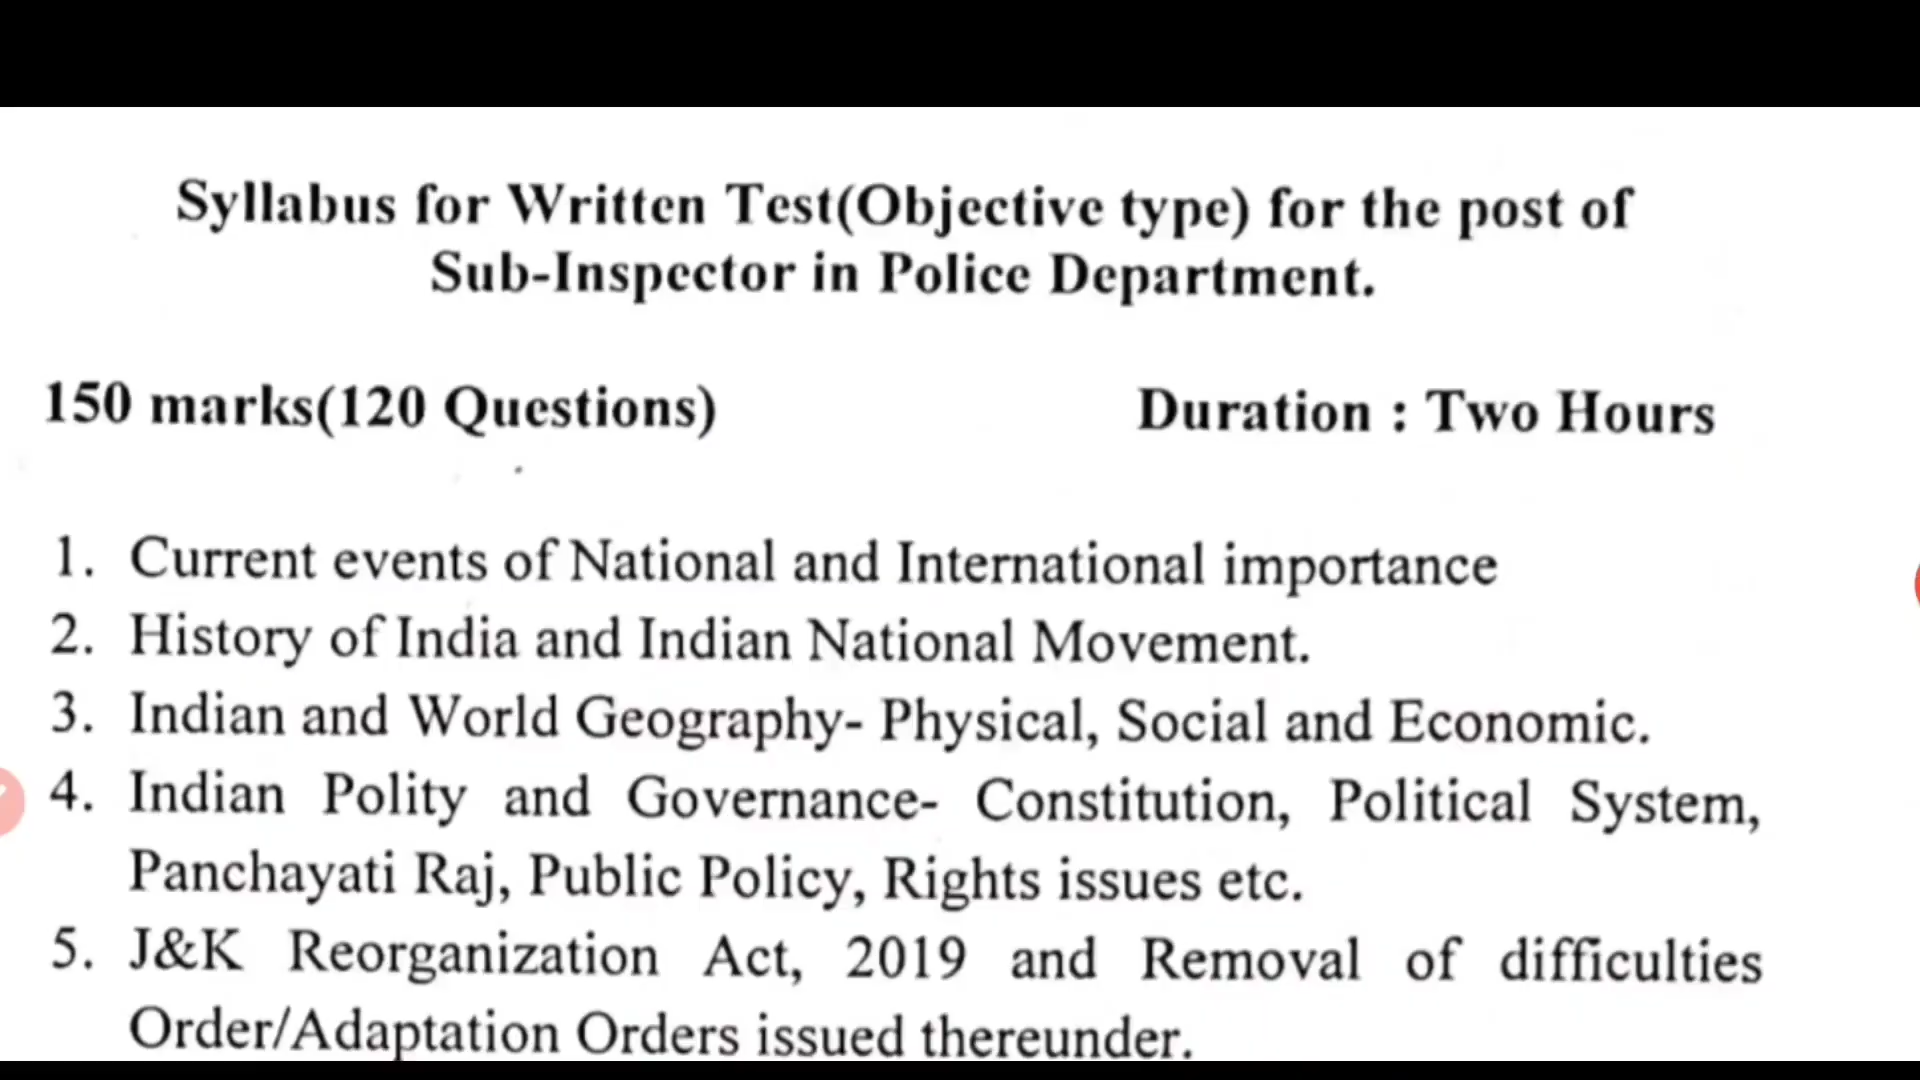 Syllabus for Written Test(Objective type) for the post of
Sub-Inspector in Police Department.
150 marks(120 Questions) Duration : Two Hours
1. Current events of National and International importance
2. History of India and Indian National Movement.
3. Indian and World Geography- Physical, Social and Economic.
4. Indian Polity and Governance- Constitution, Political System,
Panchayati Raj, Public Policy, Rights issues etc.
5. J&K Reorganization Act, 2019 and Removal of difficulties
Order/Adaptation Orders issued thereunder.